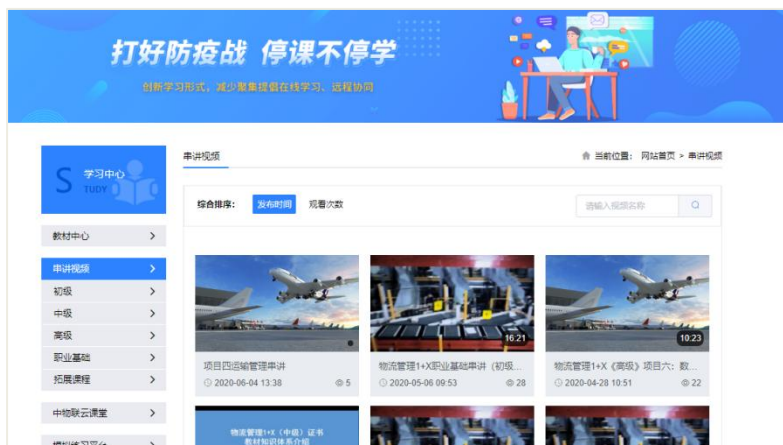 打好防疫战 停课不停学
创新学习形式，减少聚集提倡在线学习、远程协同
S 学习中心
TUDY
串讲视频
当前位置： 网站首页 > 串讲视频
综合排序： 发布时间 观看次数
请输入视频名称
教材中心 >
串讲视频 >
初级 >
中级 >
高级 >
职业基础 >
拓展课程 >
中物联云课堂 >
16:21
10:23
项目四运输管理串讲
2020-06-04 13:38 5
物流管理1+X职业基础串讲（初级...
2020-05-06 09:53 28
物流管理1+X《高级》项目六：数...
2020-04-28 10:51 22
物流管理1+X（中级）证书
教材知识体系介绍